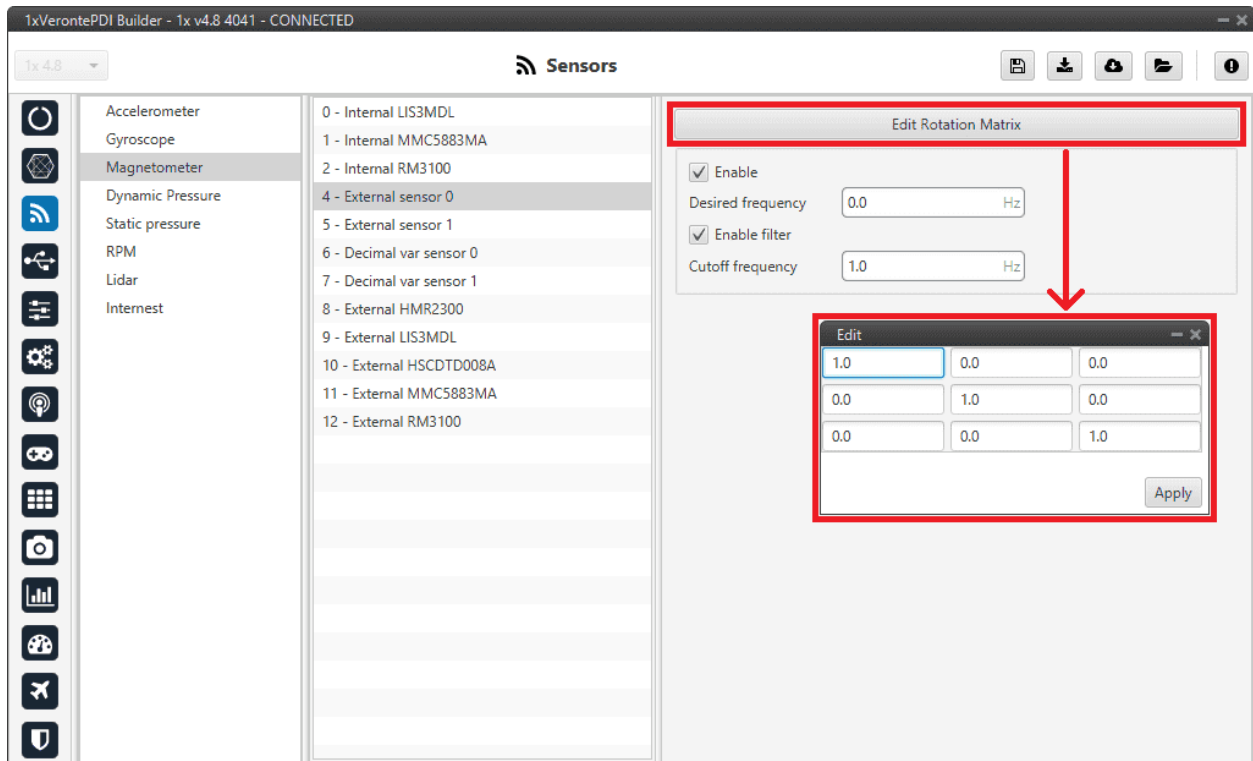 1xVerontePDI Builder - 1x v4.8 4041 - CONNECTED
1x 4.8
Sensors
Accelerometer
Gyroscope
Magnetometer
Dynamic Pressure
Static pressure
RPM
Lidar
Internest
0 - Internal LIS3MDL
1 - Internal MMC5883MA
2 - Internal RM3100
4 - External sensor 0
5 - External sensor 1
6 - Decimal var sensor 0
7 - Decimal var sensor 1
8 - External HMR2300
9 - External LIS3MDL
10 - External HSCDTD008A
11 - External MMC5883MA
12 - External RM3100
Edit Rotation Matrix
Enable
Desired frequency 0.0 Hz
Enable filter
Cutoff frequency 1.0 Hz
Edit
1.0 0.0 0.0
0.0 1.0 0.0
0.0 0.0 1.0
Apply